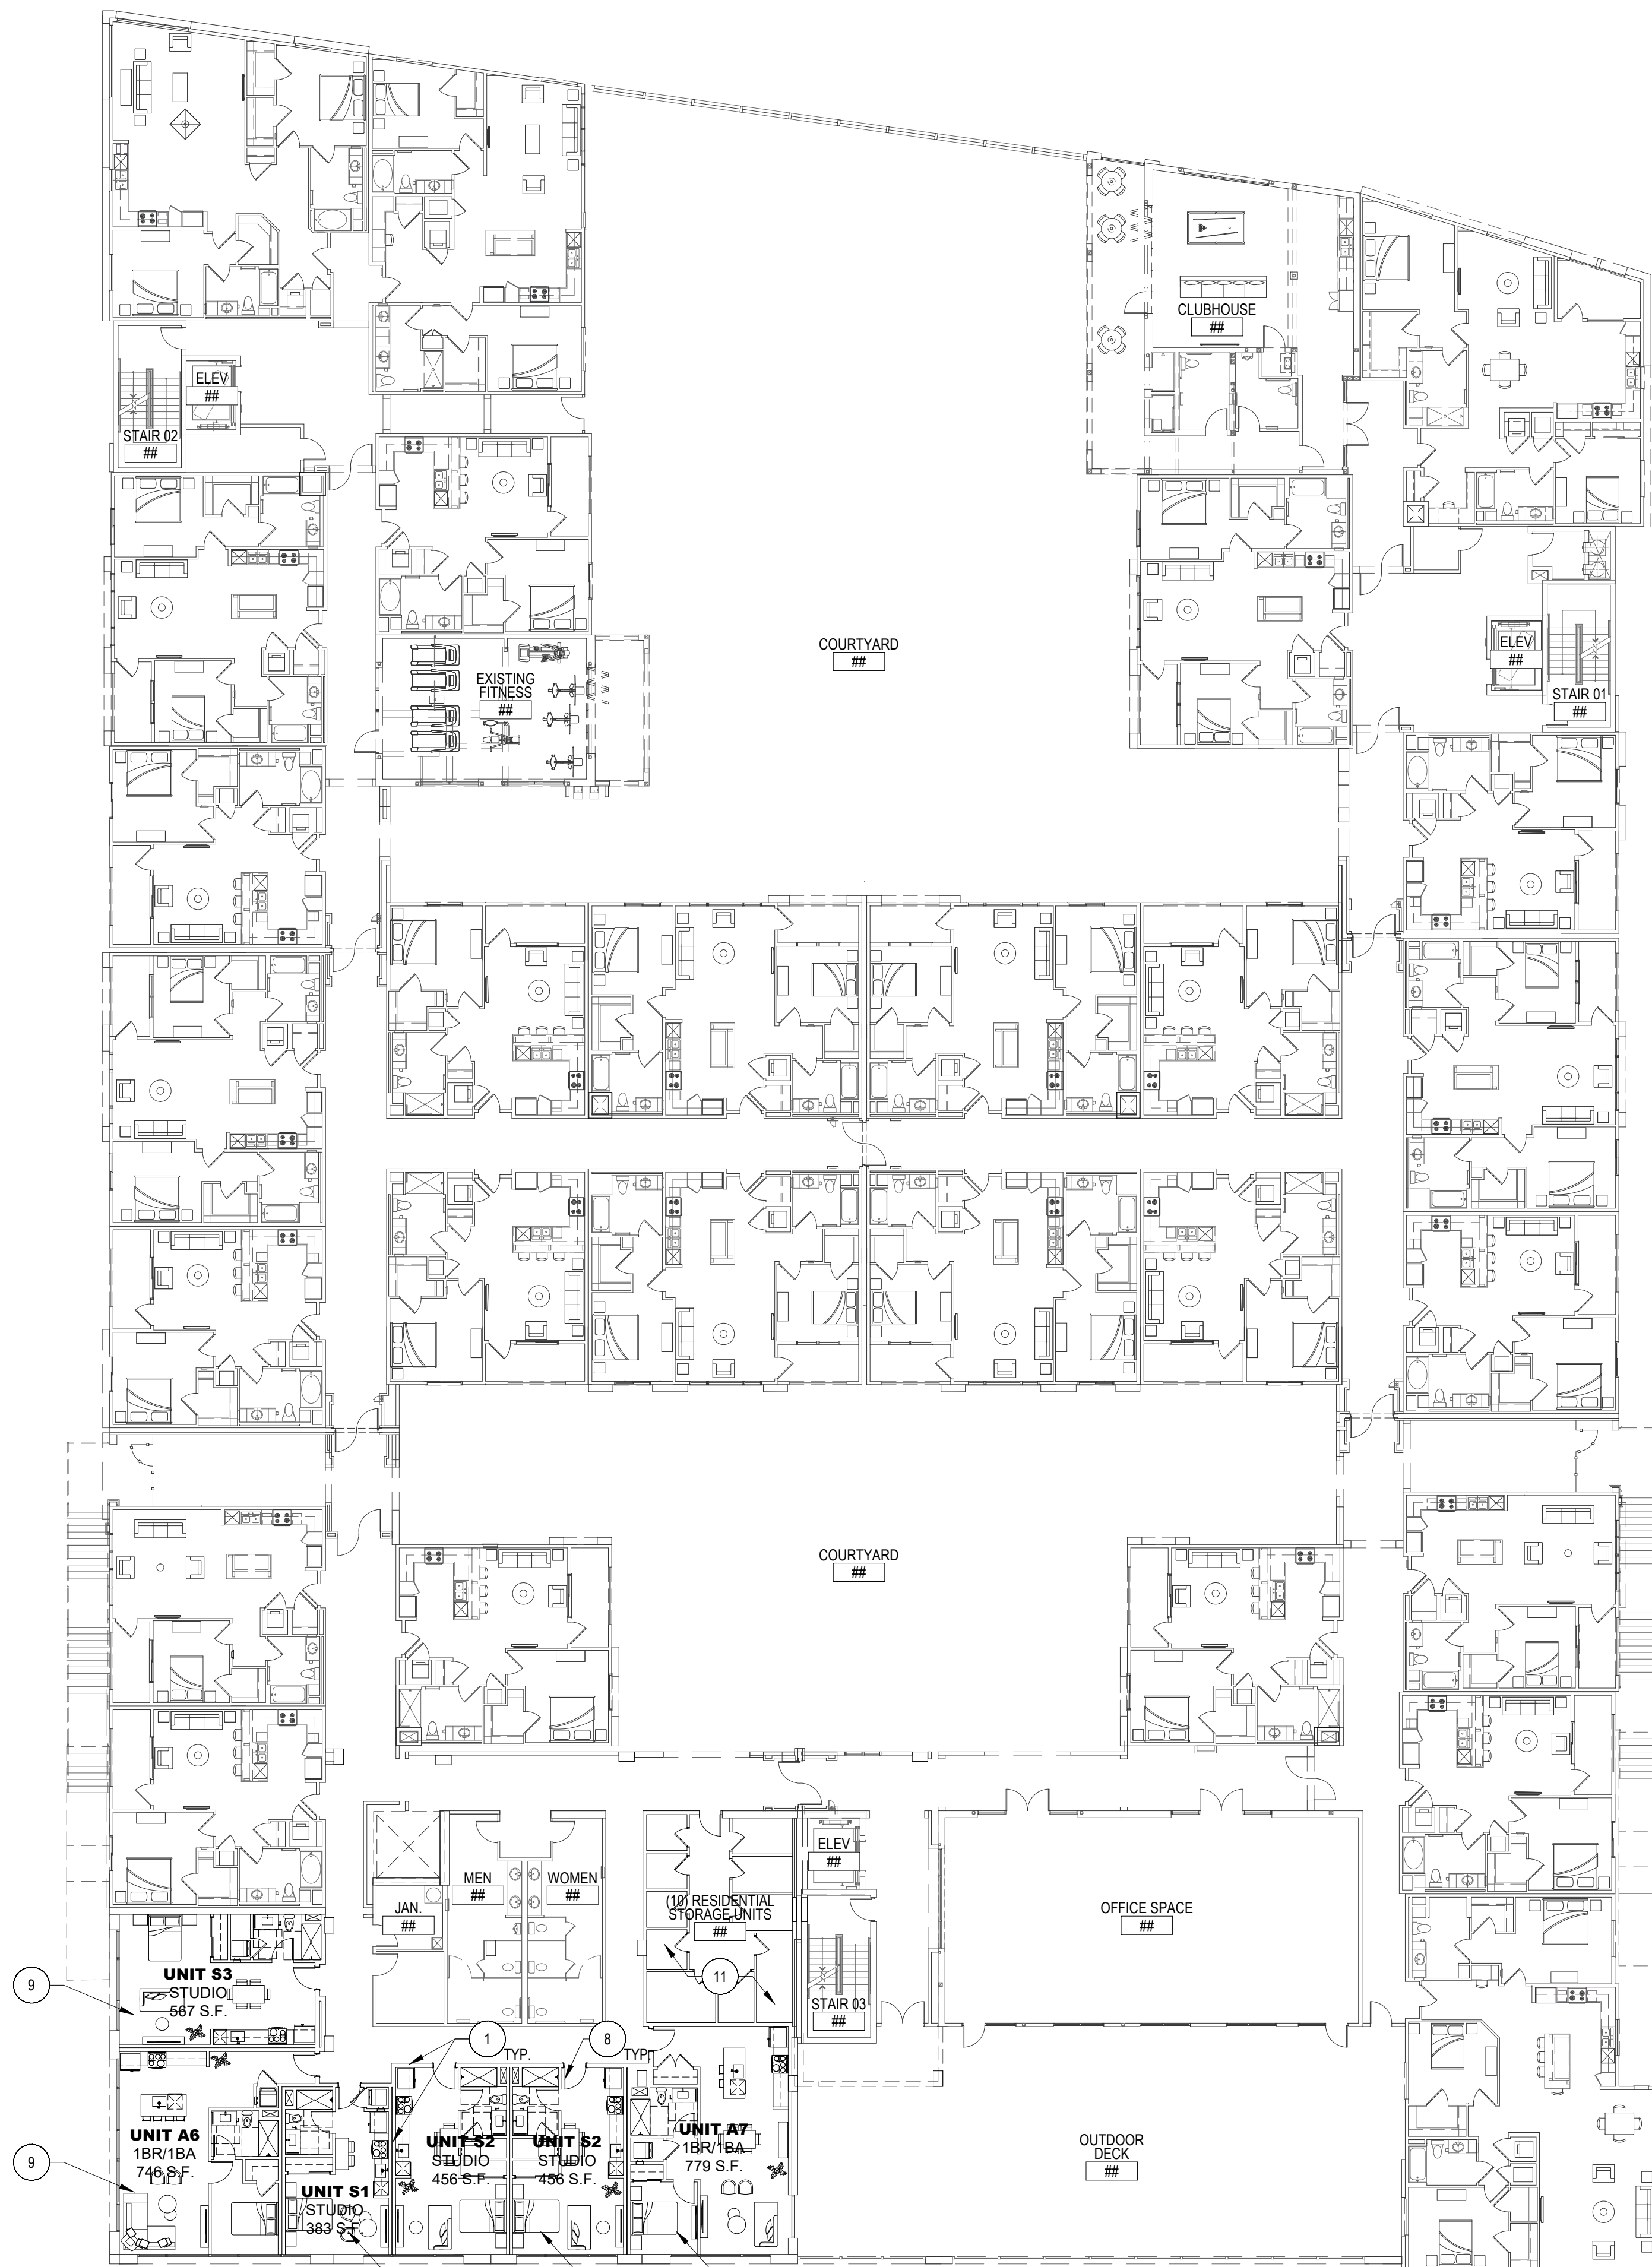 CLUBHOUSE
##
ELEV
##
STAIR 02
##
COURTYARD
##
ELEV
##
EXISTING
FITNESS
##
STAIR 01
##
COURTYARD
##
ELEV
##
MEN
##
WOMEN
##
(10) RESIDENTIAL
STORAGE UNITS
##
JAN.
##
OFFICE SPACE
##
9
UNIT S3
STUDIO
567 S.F.
11
STAIR 03
##
1
TYP.
8
TYP.
9
UNIT A6
1BR/1BA
746 S.F.
UNIT S1
STUDIO
383 S.F.
UNIT S2
STUDIO
456 S.F.
UNIT S2
STUDIO
456 S.F.
UNIT A7
1BR/1BA
779 S.F.
OUTDOOR
DECK
##